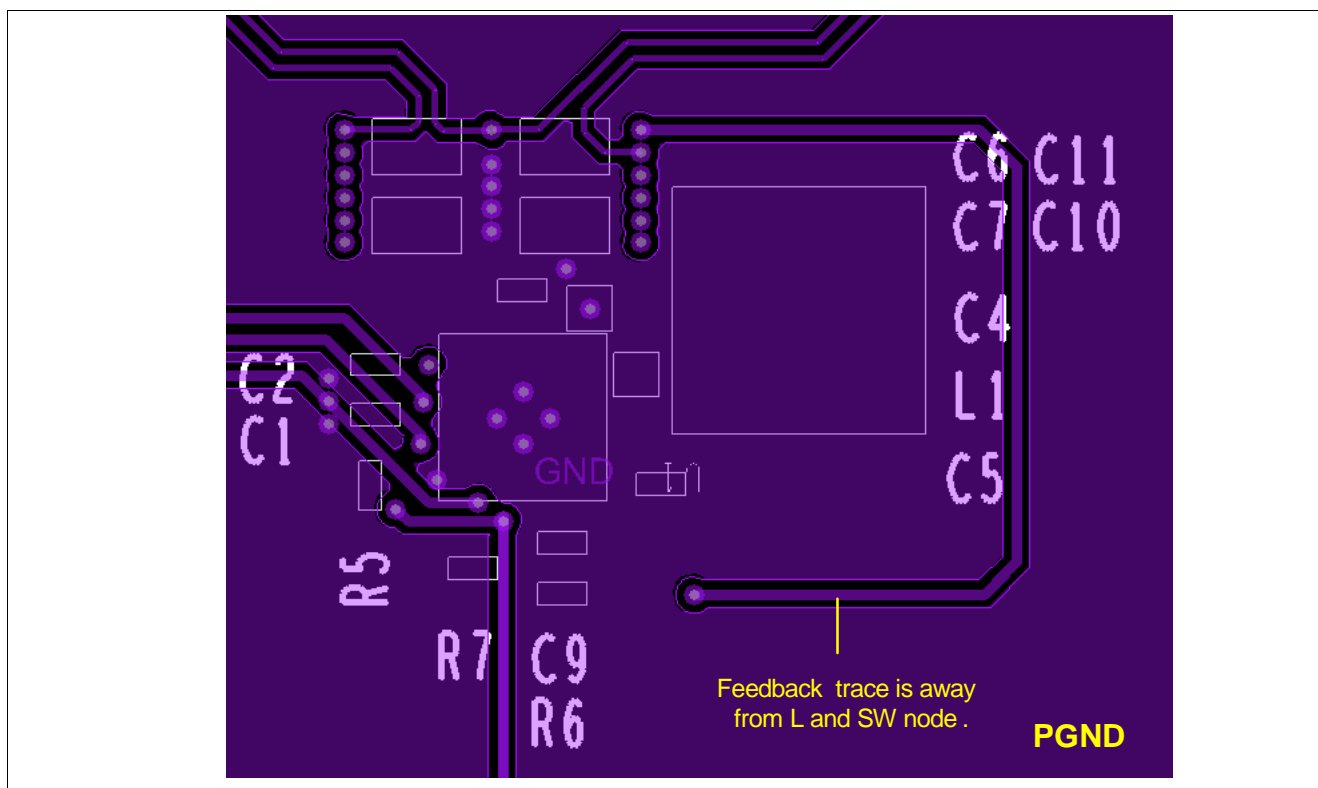 C6 C11
C7 C10
C4
C2
L1
C1
GND
C5
R5
R7 C9
R6
Feedback trace is away
from L and SW node .
PGND